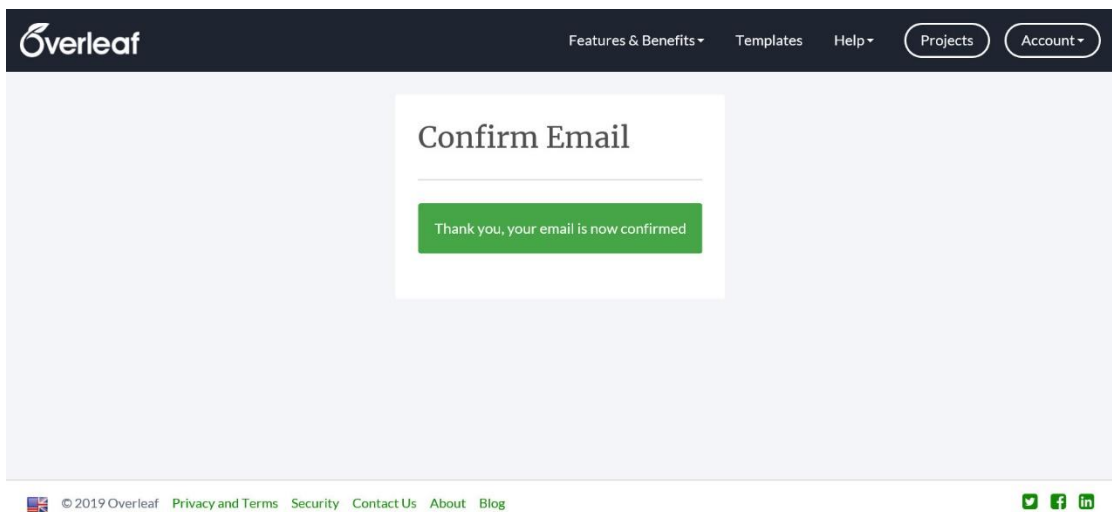 Overleaf
Features & Benefits Templates Help Projects Account
Confirm Email
Thank you, your email is now confirmed
© 2019 Overleaf Privacy and Terms Security Contact Us About Blog